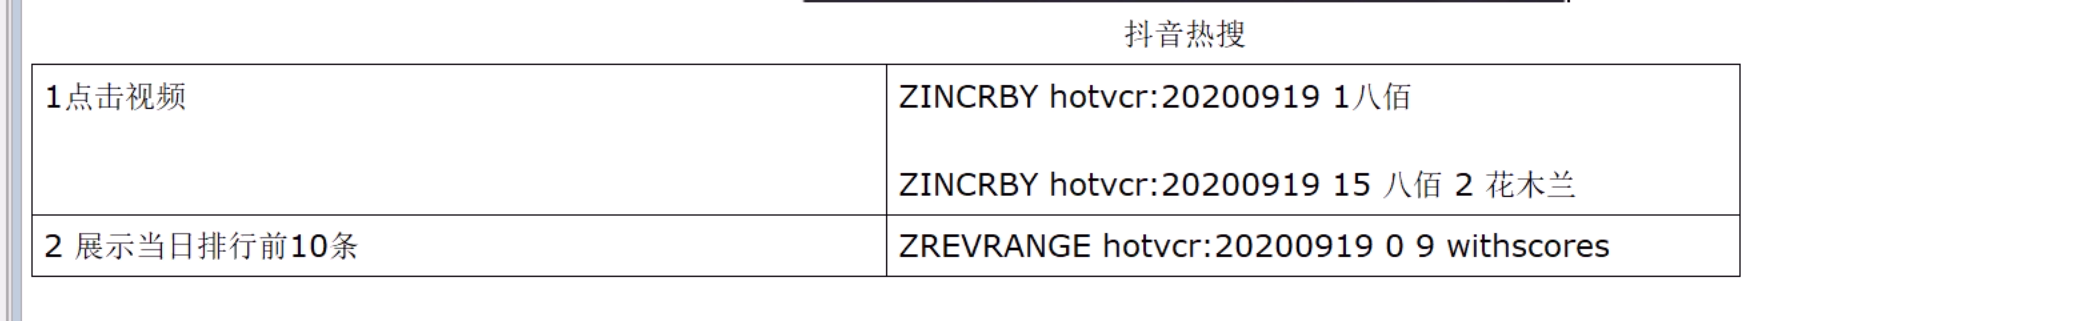 抖音热搜
1点击视频
ZINCRBY hotvcr:20200919 1八佰
ZINCRBY hotvcr:20200919 15 八佰 2 花木兰
2 展示当日排行前10条
ZREVRANGE hotvcr:20200919 0 9 withscores